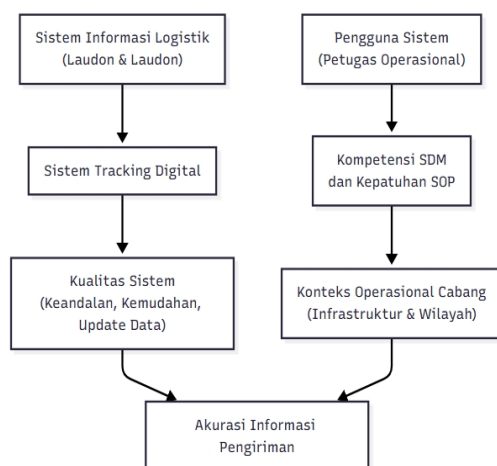 Sistem Informasi Logistik
(Laudon & Laudon)
Pengguna Sistem
(Petugas Operasional)
Sistem Tracking Digital
Kompetensi SDM
dan Kepatuhan SOP
Kualitas Sistem
(Keandalan, Kemudahan,
Update Data)
Konteks Operasional Cabang
(Infrastruktur & Wilayah)
Akurasi Informasi
Pengiriman